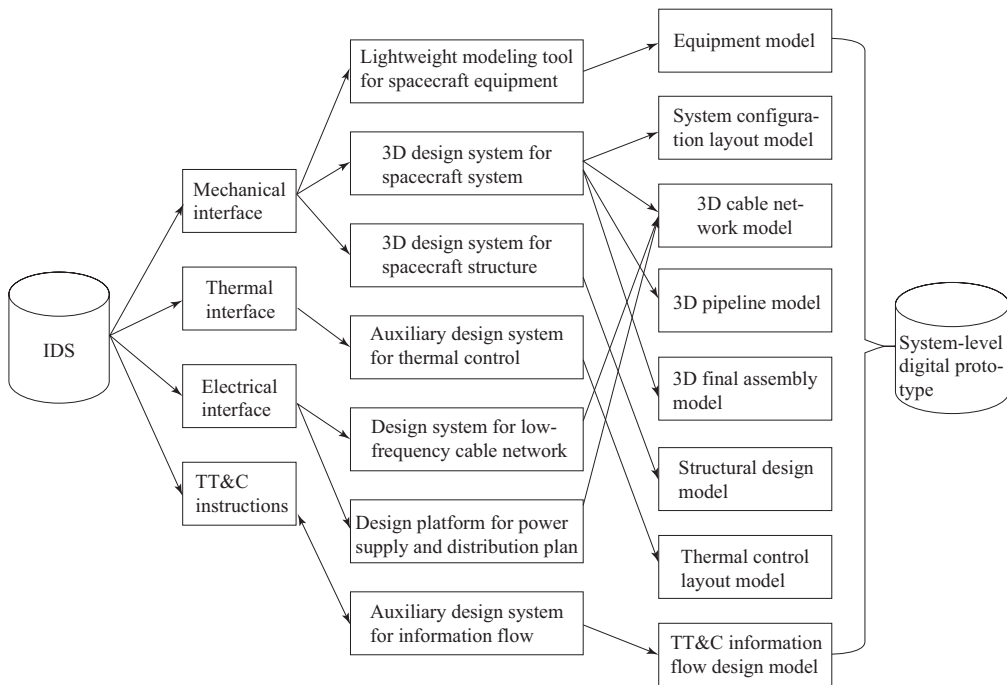 IDS
Mechanical
interface
Thermal
interface
Electrical
interface
TT&C
instructions
Lightweight modeling tool
for spacecraft equipment
3D design system for
spacecraft system
3D design system for
spacecraft structure
Auxiliary design system
for thermal control
Design system for low-
frequency cable network
Design platform for power
supply and distribution plan
Auxiliary design system
for information flow
Equipment model
System configura-
tion layout model
3D cable net-
work model
3D pipeline model
3D final assembly
model
Structural design
model
Thermal control
layout model
TT&C information
flow design model
System-level
digital proto-
type